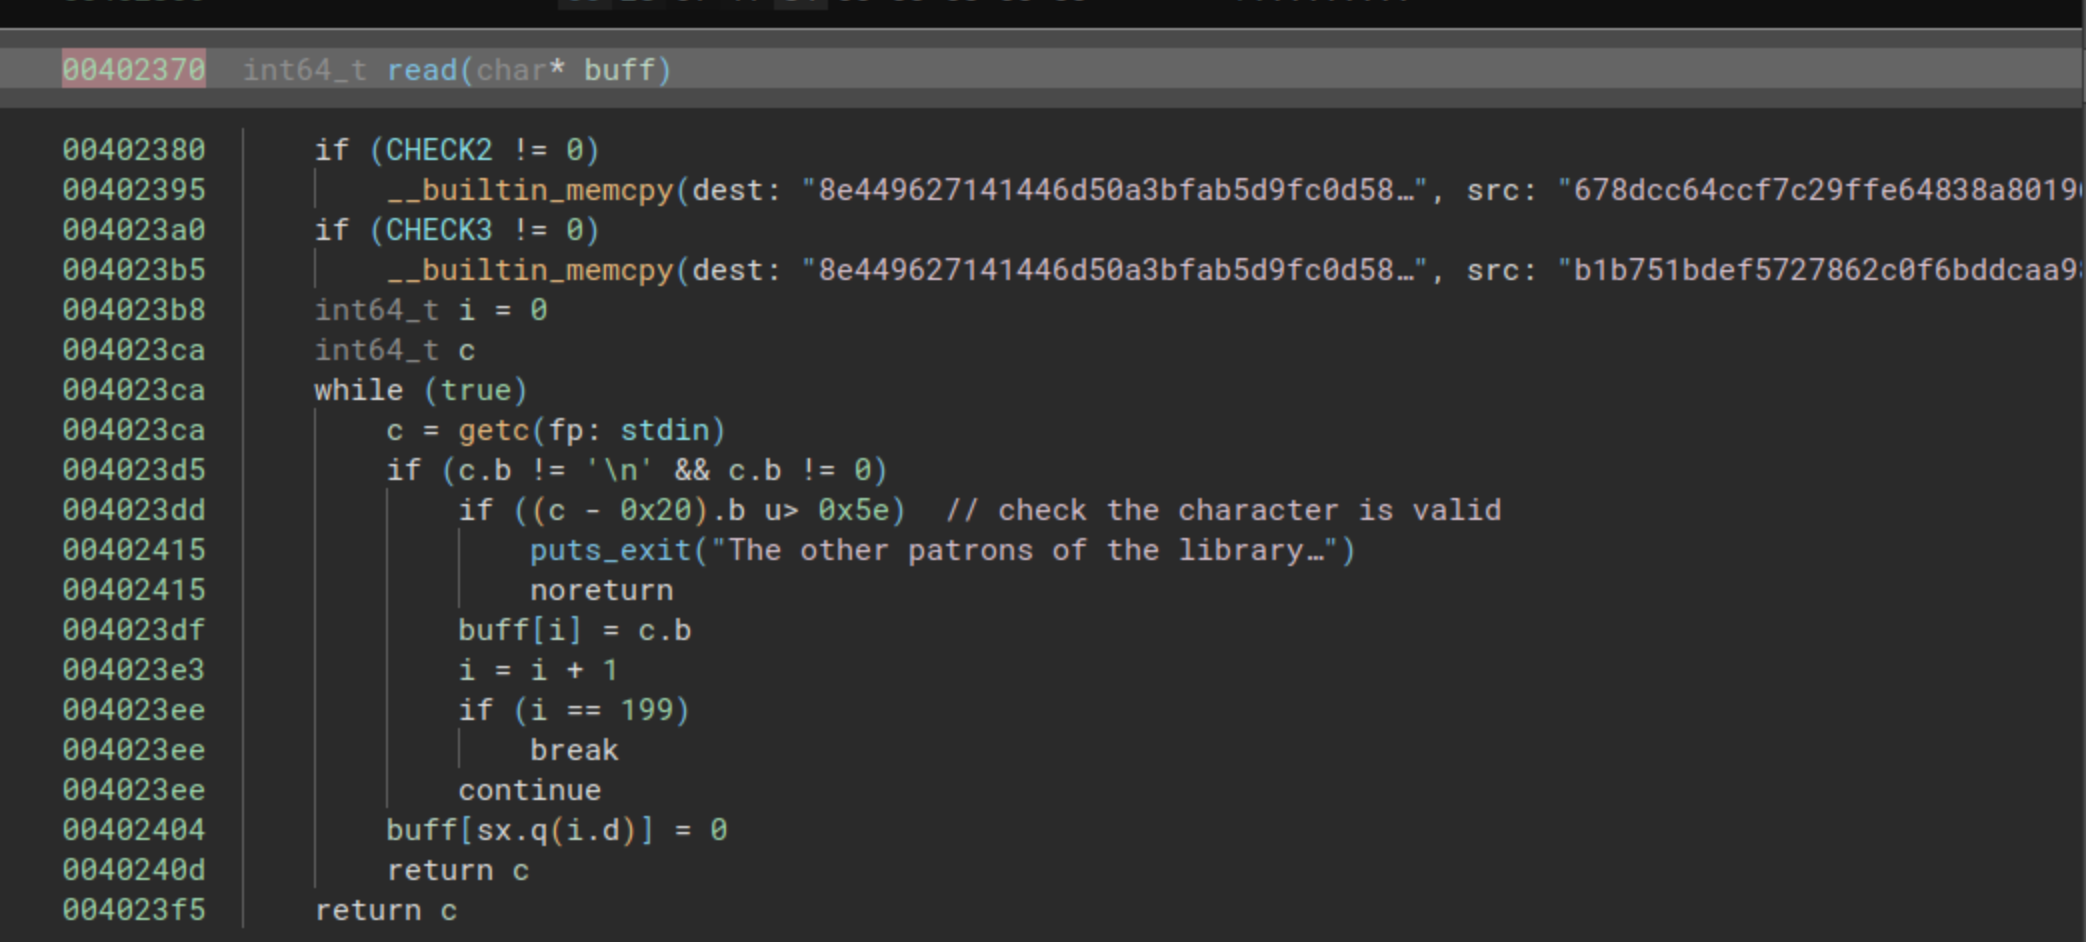 00402370 int64_t read(char* buff)
00402380 if (CHECK2 != 0)
00402395 __builtin_memcpy(dest: "8e449627141446d50a3bfab5d9fc0d58…", src: "678dcc64ccf7c29ffe64838a8019
004023a0 if (CHECK3 != 0)
004023b5 __builtin_memcpy(dest: "8e449627141446d50a3bfab5d9fc0d58…", src: "b1b751bdef5727862c0f6bddcaa9
004023b8 int64_t i = 0
004023ca int64_t c
004023ca while (true)
004023ca c = getc(fp: stdin)
004023d5 if (c.b != '\n' && c.b != 0)
004023dd if ((c - 0x20).b u> 0x5e) // check the character is valid
00402415 puts_exit("The other patrons of the library…")
00402415 noreturn
004023df buff[i] = c.b
004023e3 i = i + 1
004023ee if (i == 199)
004023ee break
004023ee continue
00402404 buff[sx.q(i.d)] = 0
0040240d return c
004023f5 return c